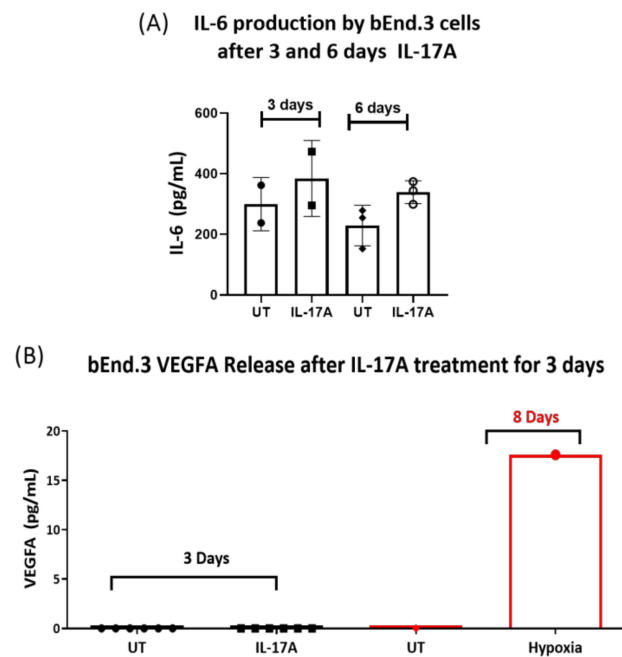 (A) IL-6 production by bEnd.3 cells
after 3 and 6 days IL-17A
3 days
6 days
600
400
200
0
IL-6 (pg/mL)
UT IL-17A UT IL-17A
(B) bEnd.3 VEGFA Release after IL-17A treatment for 3 days
8 Days
20
15
10
5
0
VEGFA (pg/mL)
3 Days
UT IL-17A UT Hypoxia